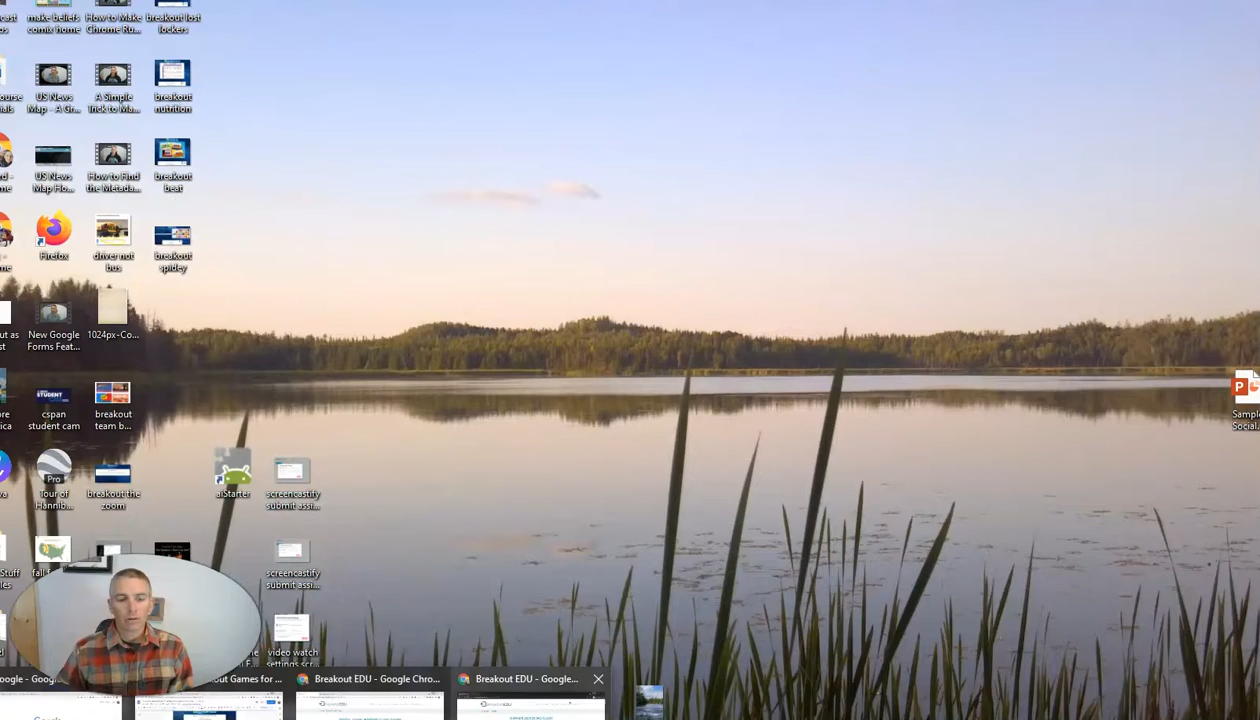 make beliefs
comix home
How to Make
Chrome Ru...
breakout lost
lockers
US News
Map - A Gr...
A Simple
Trick to Ma...
breakout
nutrition
US News
Map Ho...
How to Find
the Metada...
breakout
beat
Firefox
driver not
bus
breakout
spidey
New Google
Forms Feat...
1024px-Co...
cspan
student cam
breakout
team b...
Pro
Tour of
Hannib...
breakout the
zoom
aiStarter
screencastify
submit assi...
screencastify
submit assi...
video watch
settings scr...
Sample
Social...
Breakout EDU - Google Chro...
Breakout EDU - Google...